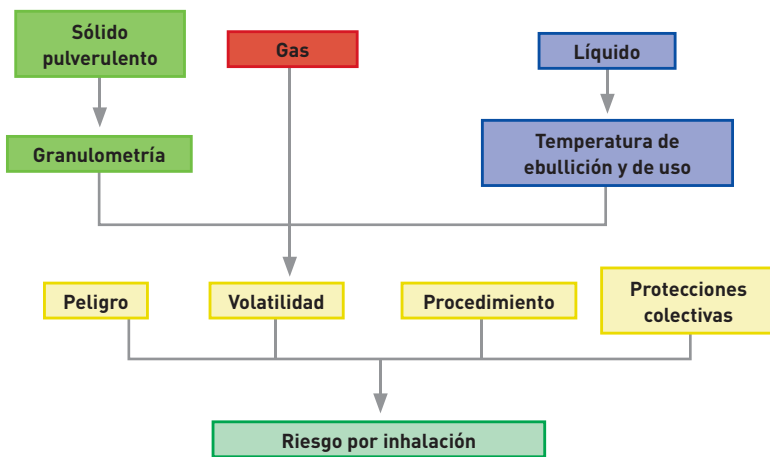 Sólido
pulverulento
Gas
Líquido
Granulometría
Temperatura de
ebullición y de uso
Peligro
Volatilidad
Procedimiento
Protecciones
colectivas
Riesgo por inhalación